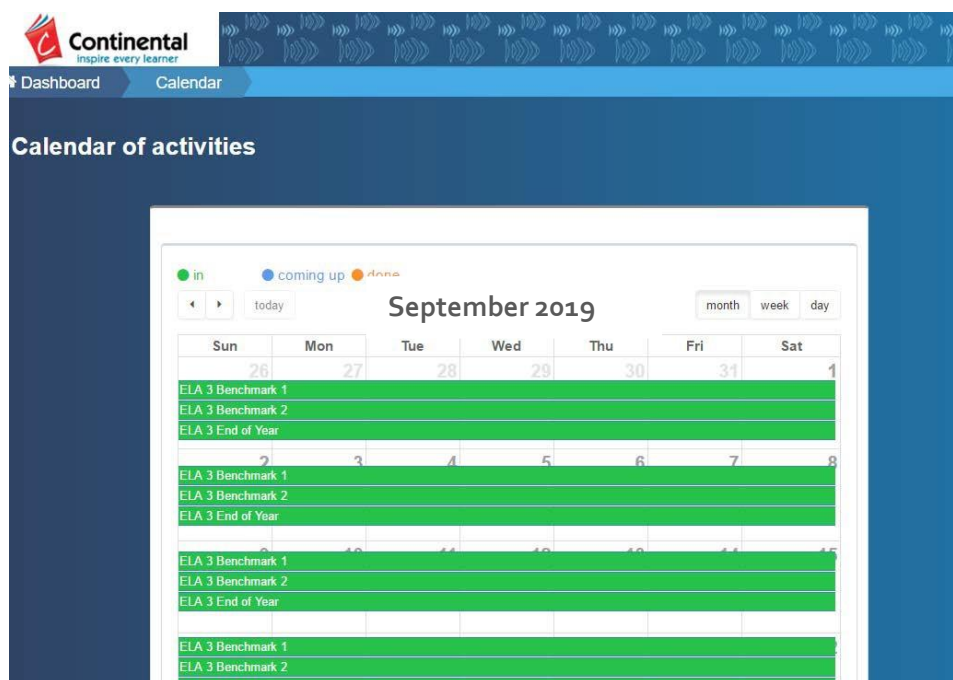 Continental
inspire every learner
Dashboard Calendar
Calendar of activities
in coming up done
today September 2019 month week day
Sun Mon Tue Wed Thu Fri Sat
26 27 28 29 30 31 1
ELA 3 Benchmark 1
ELA 3 Benchmark 2
ELA 3 End of Year
2 3 4 5 6 7 8
ELA 3 Benchmark 1
ELA 3 Benchmark 2
ELA 3 End of Year
ELA 3 Benchmark 1
ELA 3 Benchmark 2
ELA 3 End of Year
ELA 3 Benchmark 1
ELA 3 Benchmark 2